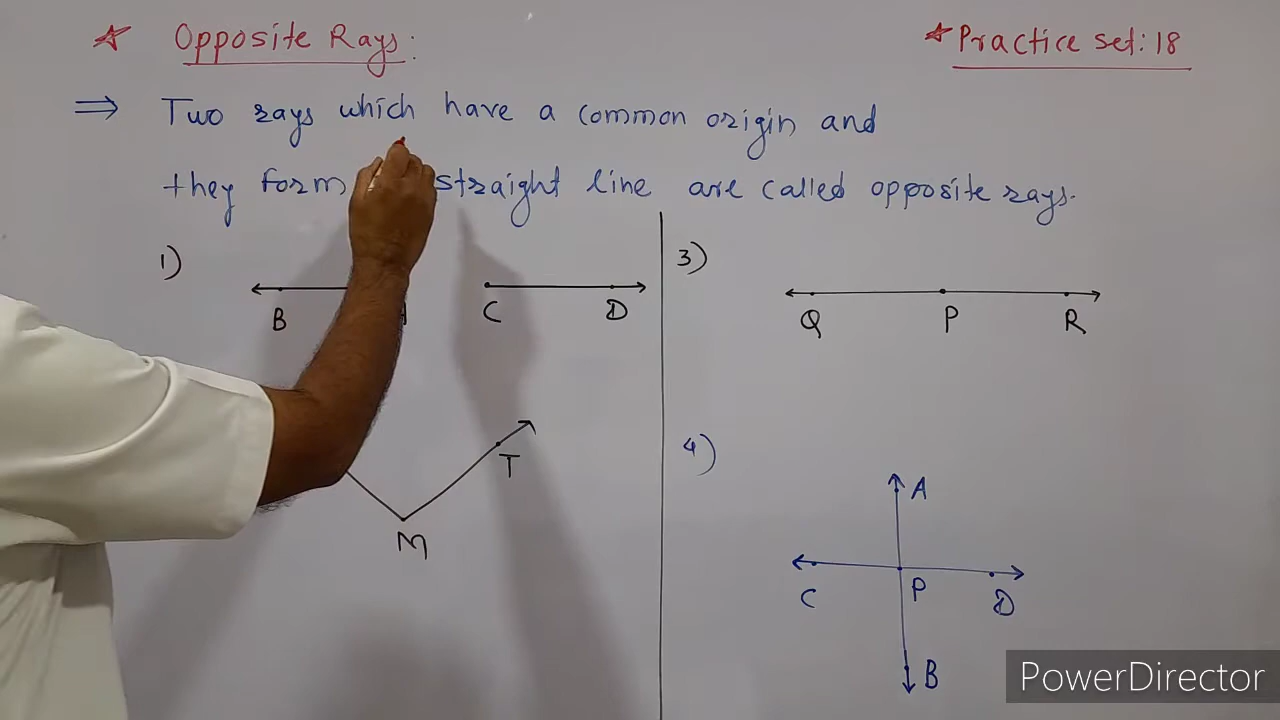 ☆ Opposite Rays:
☆ Practice set: 18
⇒ Two rays which have a common origin and
they form straight line are called opposite rays.
1)
B C D
T
M
3)
Q P R
4)
A
C P D
B
PowerDirector